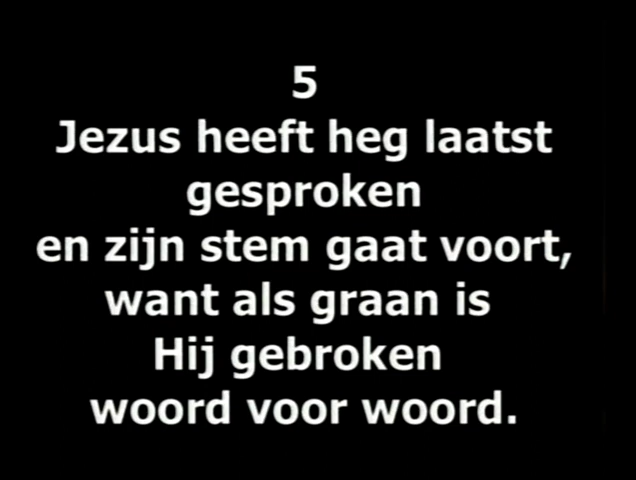 5
Jezus heeft heg laatst
gesproken
en zijn stem gaat voort,
want als graan is
Hij gebroken
woord voor woord.